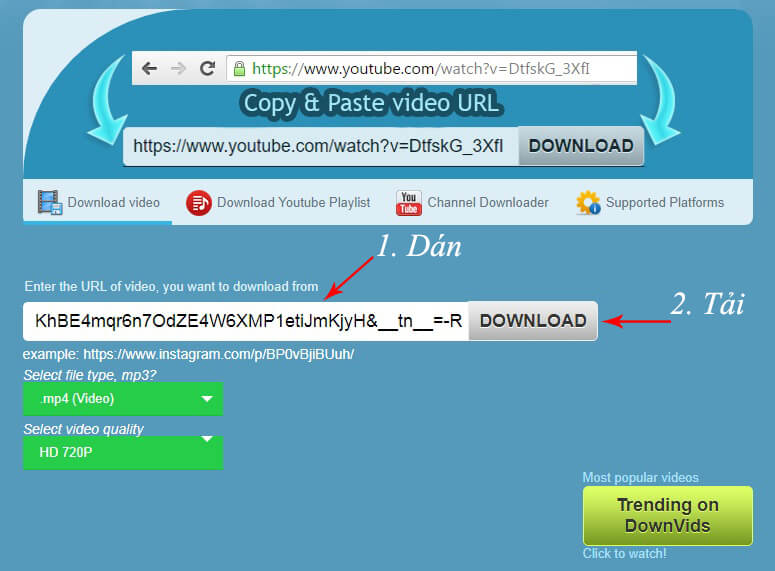 https://www.youtube.com/watch?v=DtfskG_3XfI
Copy & Paste video URL
https://www.youtube.com/watch?v=DtfskG_3XfI DOWNLOAD
Download video Download Youtube Playlist You Tube Channel Downloader Supported Platforms
1. Dán
Enter the URL of video, you want to download from
2. Tải
KhBE4mqr6n7OdZE4W6XMP1etiJmKjyH&__tn__=-R DOWNLOAD
example: https://www.instagram.com/p/BP0vBjiBUuh/
Select file type, mp3?
.mp4 (Video)
Select video quality
HD 720P
Most popular videos
Trending on
DownVids
Click to watch!